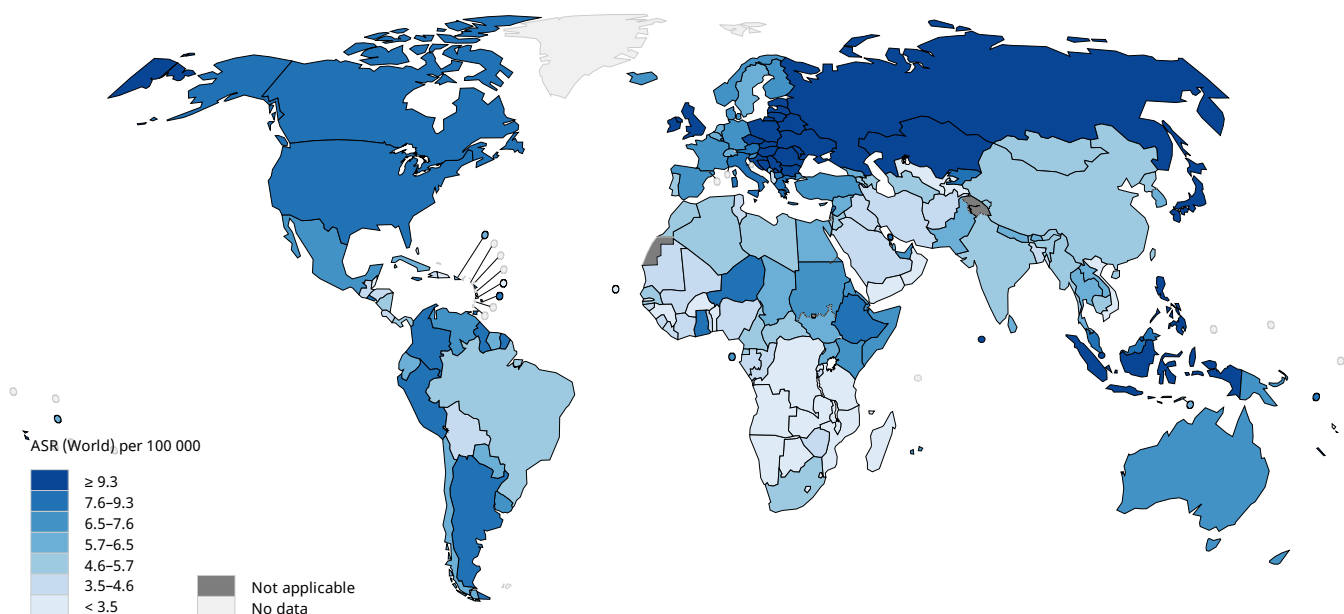 ASR (World) per 100 000
≥ 9.3
7.6–9.3
6.5–7.6
5.7–6.5
4.6–5.7
3.5–4.6
< 3.5
Not applicable
No data